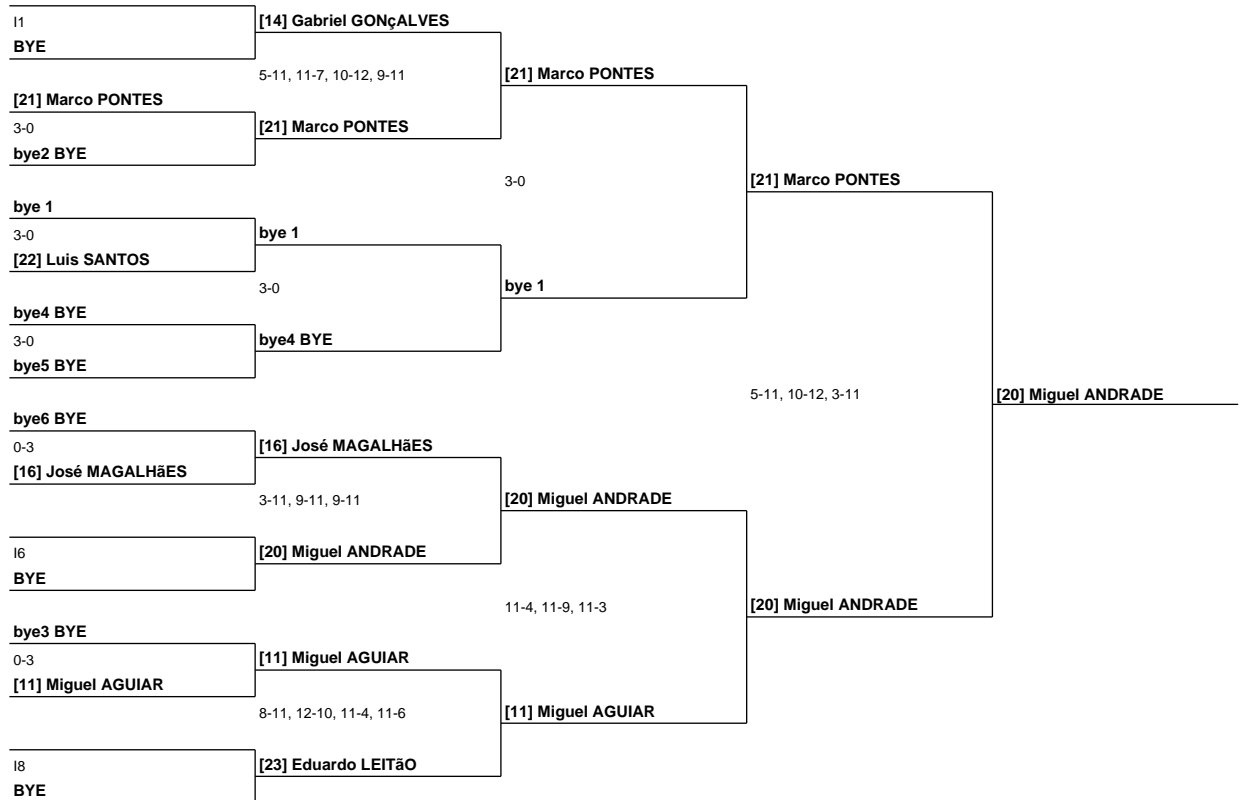 I1
BYE
[21] Marco PONTES
3-0
bye2 BYE
bye 1
3-0
[22] Luis SANTOS
bye4 BYE
3-0
bye5 BYE
bye6 BYE
0-3
[16] José MAGALHãES
I6
BYE
bye3 BYE
0-3
[11] Miguel AGUIAR
I8
BYE
[14] Gabriel GONçALVES
5-11, 11-7, 10-12, 9-11
[21] Marco PONTES
bye 1
3-0
bye4 BYE
[16] José MAGALHãES
3-11, 9-11, 9-11
[20] Miguel ANDRADE
[11] Miguel AGUIAR
8-11, 12-10, 11-4, 11-6
[23] Eduardo LEITãO
[21] Marco PONTES
3-0
bye 1
[20] Miguel ANDRADE
11-4, 11-9, 11-3
[11] Miguel AGUIAR
[21] Marco PONTES
5-11, 10-12, 3-11
[20] Miguel ANDRADE
[20] Miguel ANDRADE